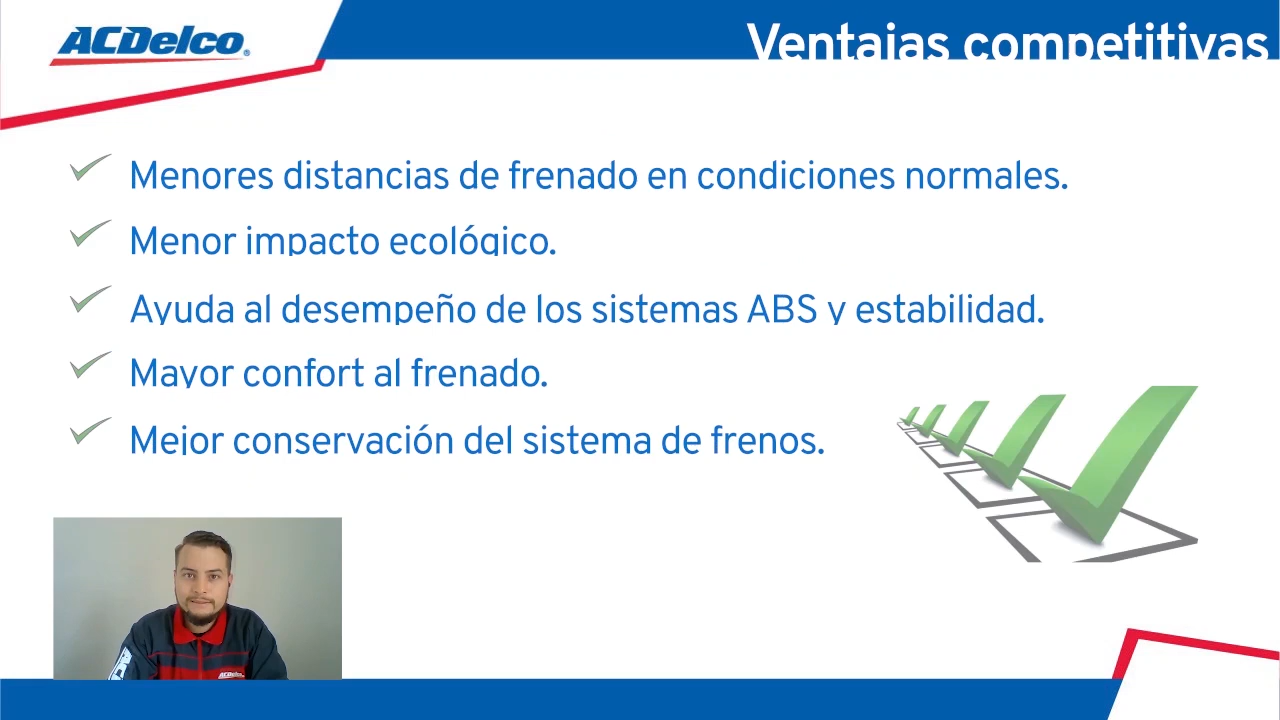 ACDelco®
Ventajas competitivas
Menores distancias de frenado en condiciones normales.
Menor impacto ecológico.
Ayuda al desempeño de los sistemas ABS y estabilidad.
Mayor confort al frenado.
Mejor conservación del sistema de frenos.
ACDelco